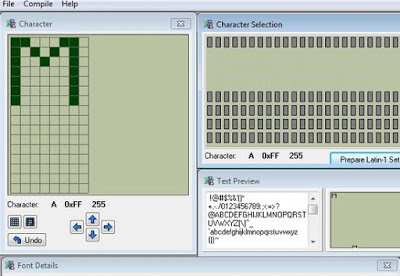 File Compile Help
Character
Character Selection
Character: A 0xFF 255
Prepare Latin-1 Set
Text Preview
!@#$%&'()*
+,-./0123456789:;<=>?
@ABCDEFGHIJKLMNOPQRST
UVWXYZ[\]^_
`abcdefghijklmnopqrstuvwxyz
{|}~
M
Character: A 0xFF 255
Undo
Font Details